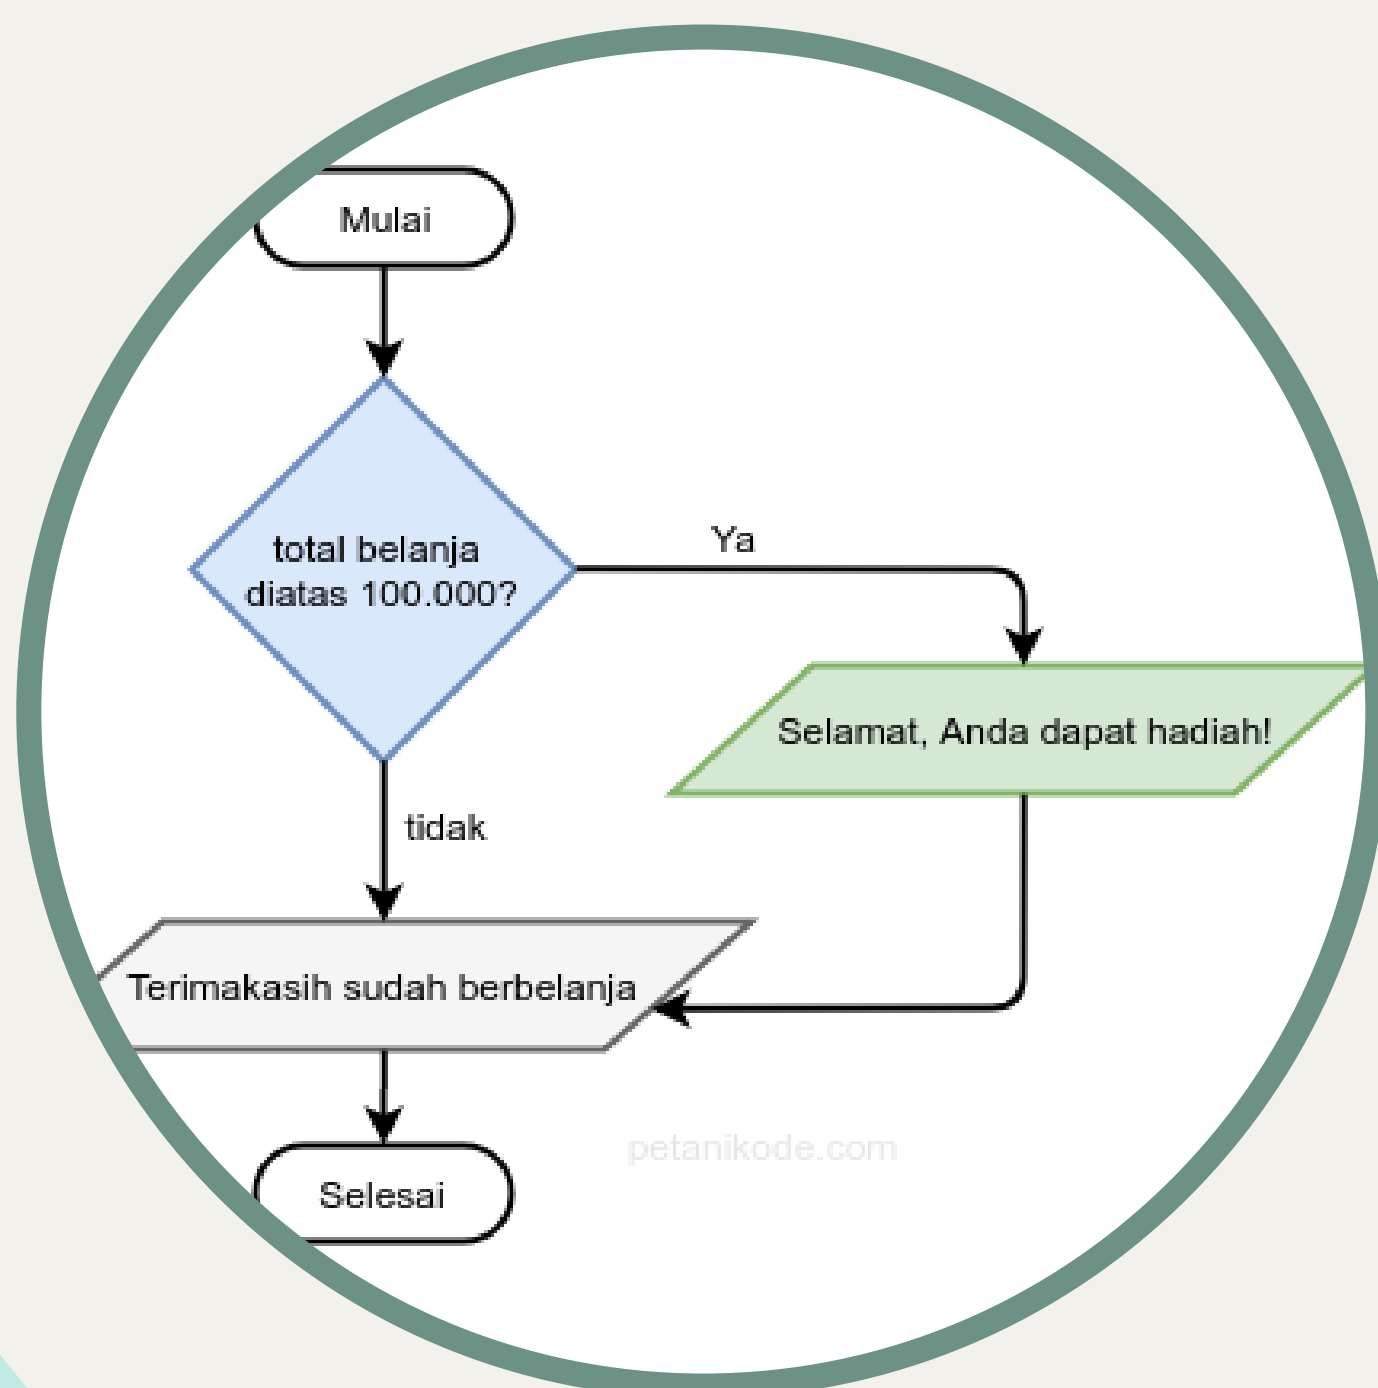 Mulai
total belanja
diatas 100.000?
Ya
Selamat, Anda dapat hadiah!
tidak
Terimakasih sudah berbelanja
petanikode.com
Selesai